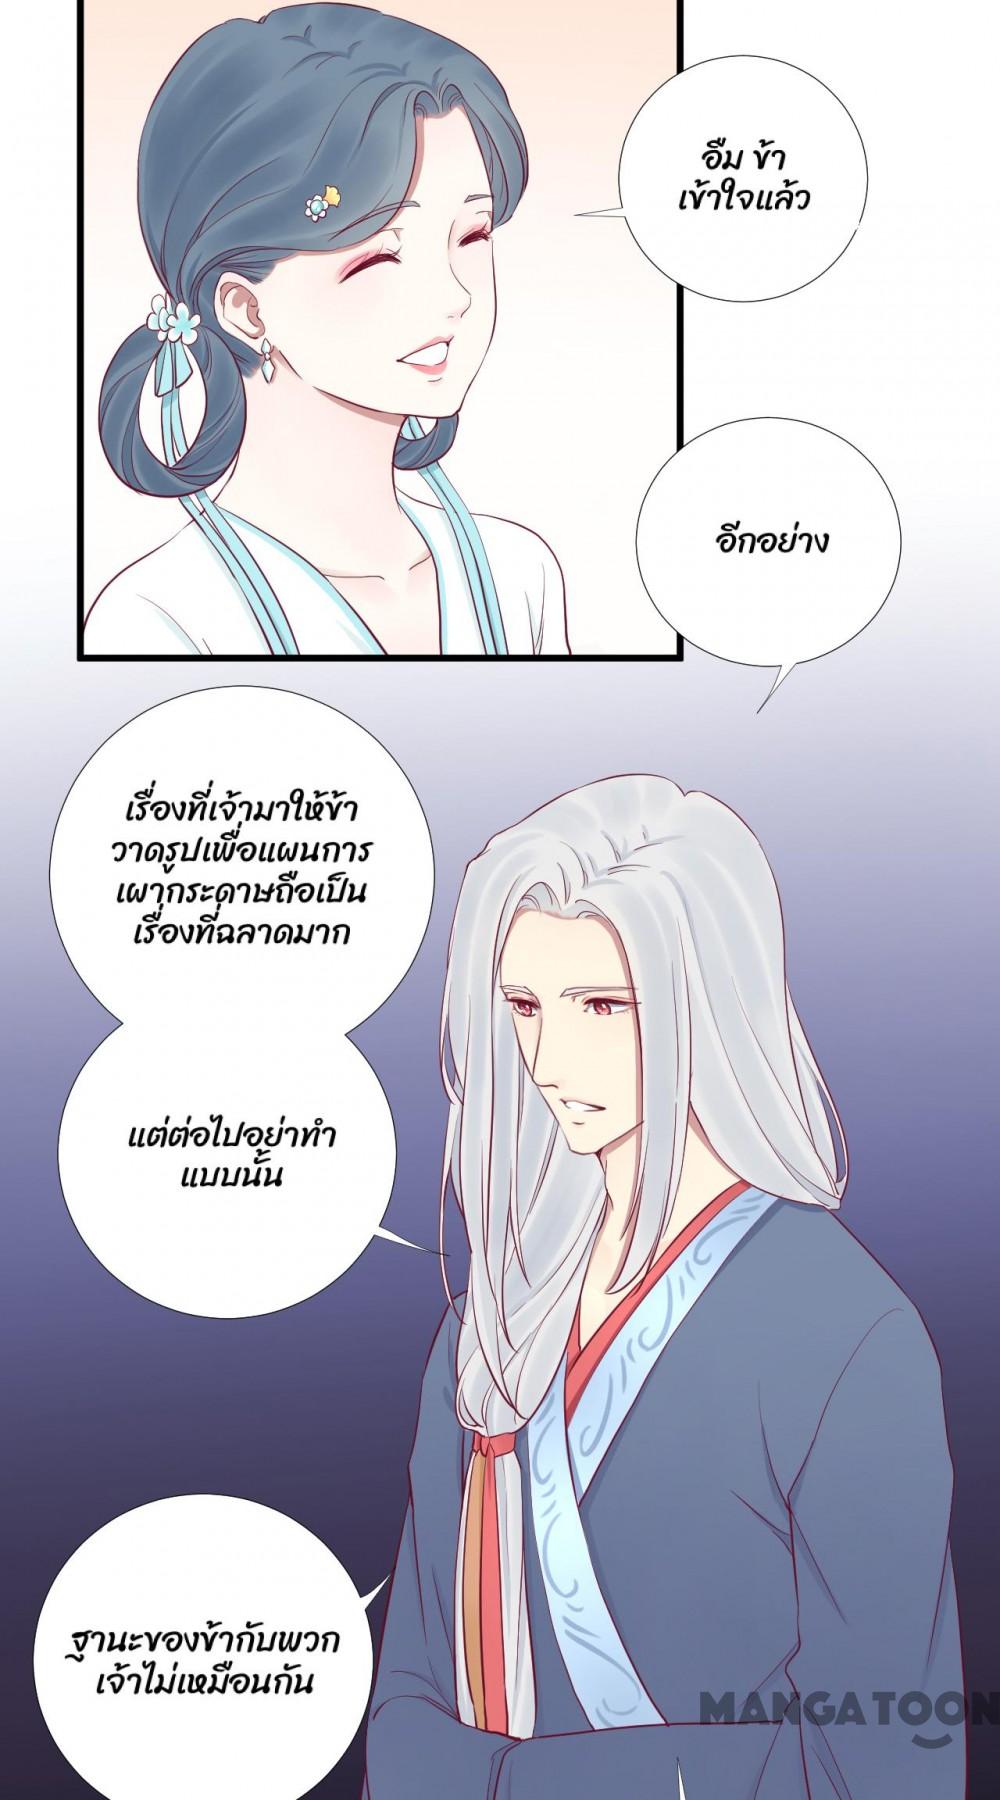 อืม ข้า
เข้าใจแล้ว
อีกอย่าง
เรื่องที่เจ้ามาให้ข้า
วาดรูปเพื่อแผนการ
เผากระดาษถือเป็น
เรื่องที่ฉลาดมาก
แต่ต่อไปอย่าทำ
แบบนั้น
ฐานะของข้ากับพวก
เจ้าไม่เหมือนกัน
MANGATOON